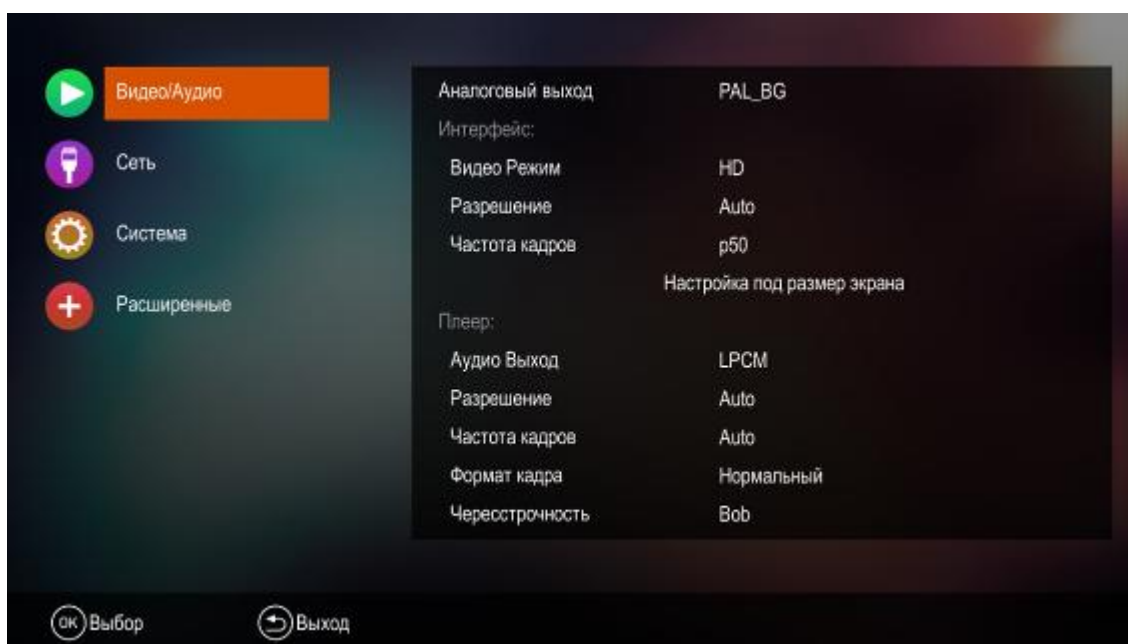 Видео/Аудио
Сеть
Система
Расширенные
Аналоговый выход PAL_BG
Интерфейс:
Видео Режим HD
Разрешение Auto
Частота кадров p50
Настройка под размер экрана
Плеер:
Аудио Выход LPCM
Разрешение Auto
Частота кадров Auto
Формат кадра Нормальный
Чересстрочность Bob
OK Выбор Выход